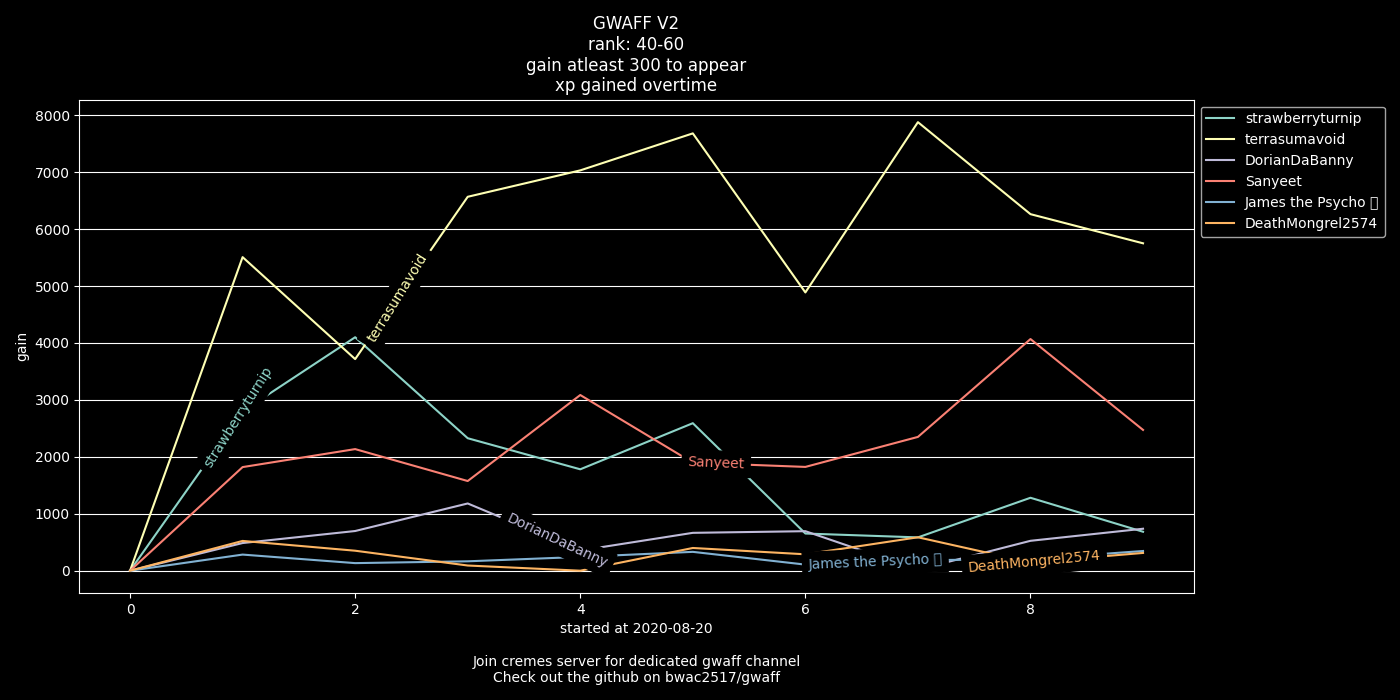 GWAFF V2
rank: 40-60
gain atleast 300 to appear
xp gained overtime
8000
7000
6000
5000
4000
3000
2000
1000
0
gain
strawberryturnip
terrasumavoid
DorianDaBanny
Sanyeet
James the Psycho
DeathMongrel2574
strawberryturnip
terrasumavoid
DorianDaBanny
Sanyeet
James the Psycho
DeathMongrel2574
0
2
4
6
8
started at 2020-08-20
Join cremes server for dedicated gwaff channel
Check out the github on bwac2517/gwaff